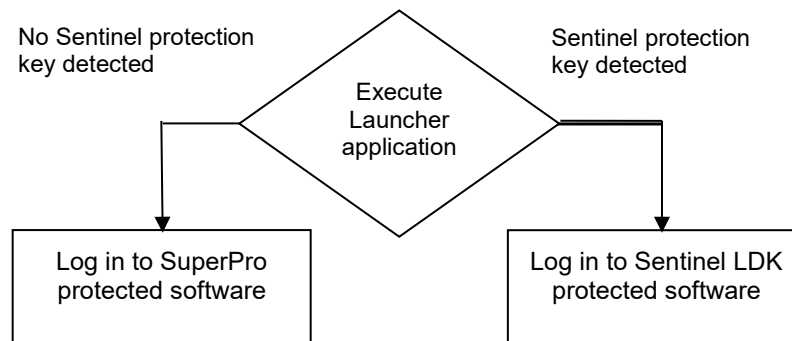 No Sentinel protection
key detected
Sentinel protection
key detected
Execute
Launcher
application
Log in to SuperPro
protected software
Log in to Sentinel LDK
protected software